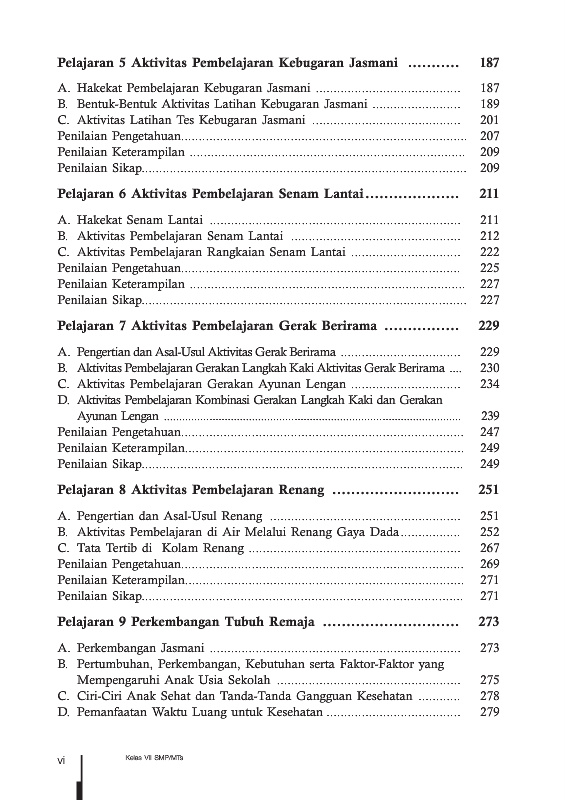 Pelajaran 5 Aktivitas Pembelajaran Kebugaran Jasmani ........... 187
A. Hakekat Pembelajaran Kebugaran Jasmani ......................................... 187
B. Bentuk-Bentuk Aktivitas Latihan Kebugaran Jasmani ......................... 189
C. Aktivitas Latihan Tes Kebugaran Jasmani .......................................... 201
Penilaian Pengetahuan................................................................................ 207
Penilaian Keterampilan .............................................................................. 209
Penilaian Sikap........................................................................................... 209
Pelajaran 6 Aktivitas Pembelajaran Senam Lantai.................... 211
A. Hakekat Senam Lantai ....................................................................... 211
B. Aktivitas Pembelajaran Senam Lantai ................................................ 212
C. Aktivitas Pembelajaran Rangkaian Senam Lantai ............................... 222
Penilaian Pengetahuan................................................................................ 225
Penilaian Keterampilan .............................................................................. 227
Penilaian Sikap........................................................................................... 227
Pelajaran 7 Aktivitas Pembelajaran Gerak Berirama ................ 229
A. Pengertian dan Asal-Usul Aktivitas Gerak Berirama .................................. 229
B. Aktivitas Pembelajaran Gerakan Langkah Kaki Aktivitas Gerak Berirama .... 230
C. Aktivitas Pembelajaran Gerakan Ayunan Lengan ............................... 234
D. Aktivitas Pembelajaran Kombinasi Gerakan Langkah Kaki dan Gerakan
Ayunan Lengan ........................................................................................ 239
Penilaian Pengetahuan................................................................................ 247
Penilaian Keterampilan............................................................................... 249
Penilaian Sikap........................................................................................... 249
Pelajaran 8 Aktivitas Pembelajaran Renang ........................... 251
A. Pengertian dan Asal-Usul Renang ...................................................... 251
B. Aktivitas Pembelajaran di Air Melalui Renang Gaya Dada................. 252
C. Tata Tertib di Kolam Renang ............................................................ 267
Penilaian Pengetahuan................................................................................ 269
Penilaian Keterampilan............................................................................... 271
Penilaian Sikap........................................................................................... 271
Pelajaran 9 Perkembangan Tubuh Remaja ............................. 273
A. Perkembangan Jasmani ....................................................................... 273
B. Pertumbuhan, Perkembangan, Kebutuhan serta Faktor-Faktor yang
Mempengaruhi Anak Usia Sekolah .................................................... 275
C. Ciri-Ciri Anak Sehat dan Tanda-Tanda Gangguan Kesehatan ............ 278
D. Pemanfaatan Waktu Luang untuk Kesehatan ...................................... 279
vi Kelas VII SMP/MTs